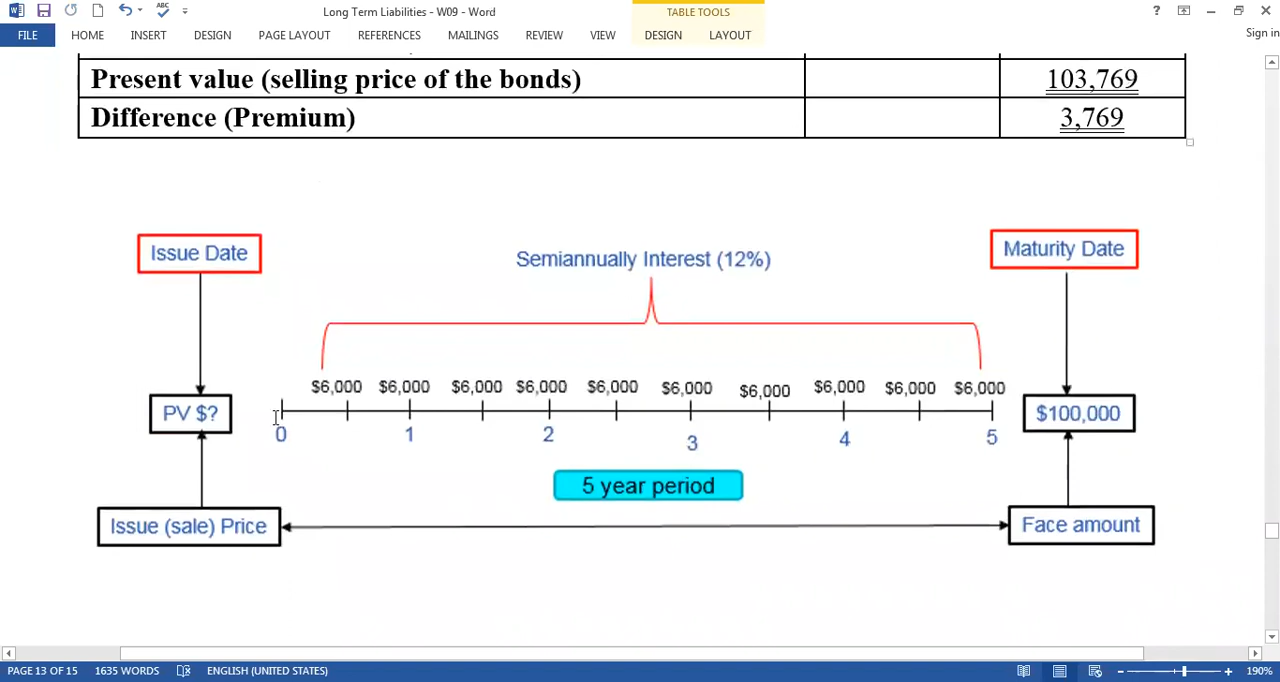 Long Term Liabilities - W09 - Word
TABLE TOOLS
?
FILE HOME INSERT DESIGN PAGE LAYOUT REFERENCES MAILINGS REVIEW VIEW DESIGN LAYOUT Sign in
Present value (selling price of the bonds) 103,769
Difference (Premium) 3,769
Issue Date
Semiannually Interest (12%)
Maturity Date
$6,000 $6,000 $6,000 $6,000 $6,000 $6,000 $6,000 $6,000 $6,000 $6,000
PV $?
$100,000
0 1 2 3 4 5
5 year period
Issue (sale) Price
Face amount
PAGE 13 OF 15 1635 WORDS ENGLISH (UNITED STATES) 190%